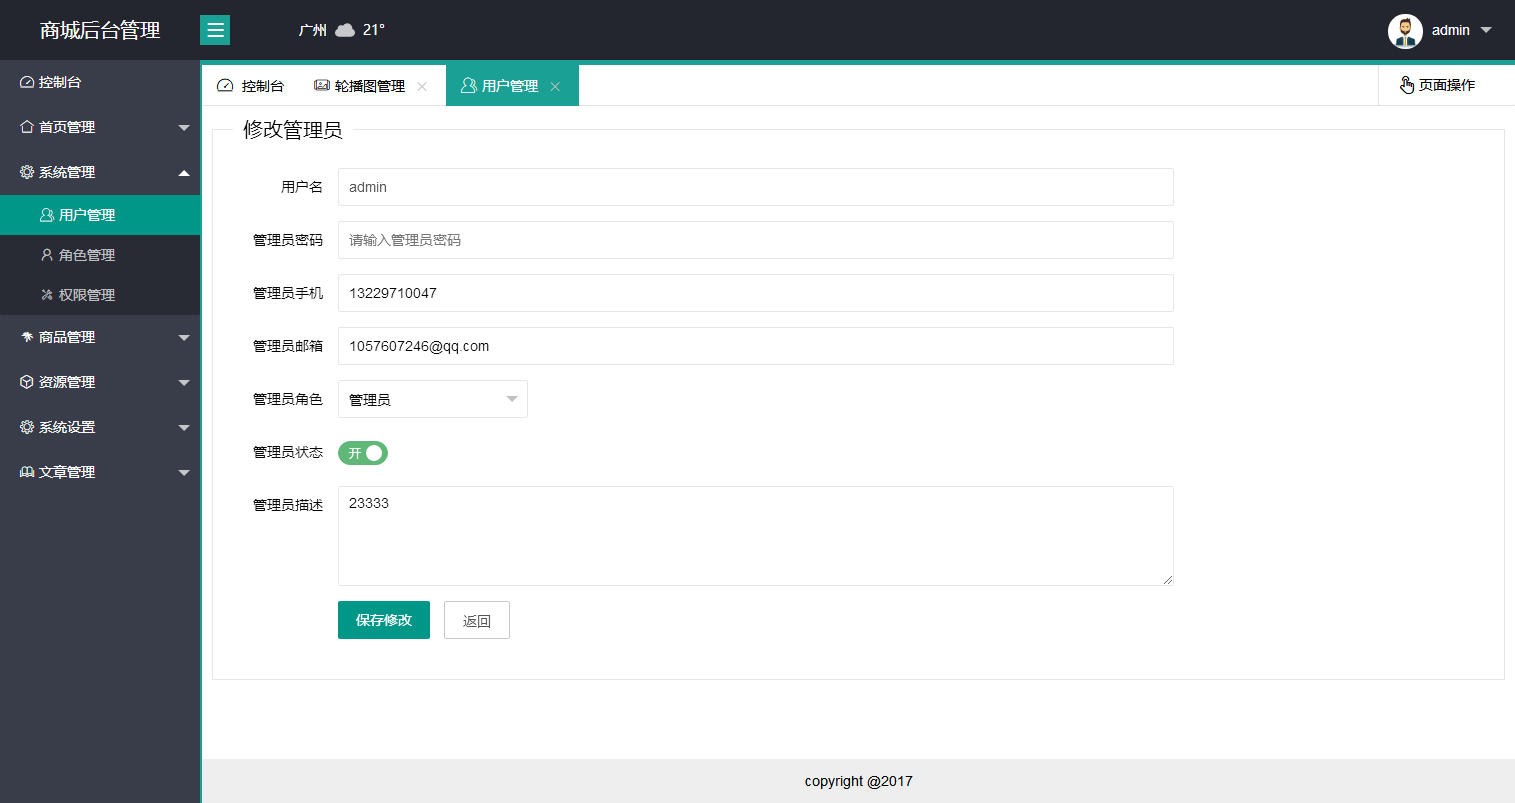 商城后台管理
广州 21°
admin
控制台
首页管理
系统管理
用户管理
角色管理
权限管理
商品管理
资源管理
系统设置
文章管理
控制台 轮播图管理 用户管理 页面操作
修改管理员
用户名 admin
管理员密码 请输入管理员密码
管理员手机 13229710047
管理员邮箱 1057607246@qq.com
管理员角色 管理员
管理员状态 开
管理员描述 23333
保存修改 返回
copyright @2017